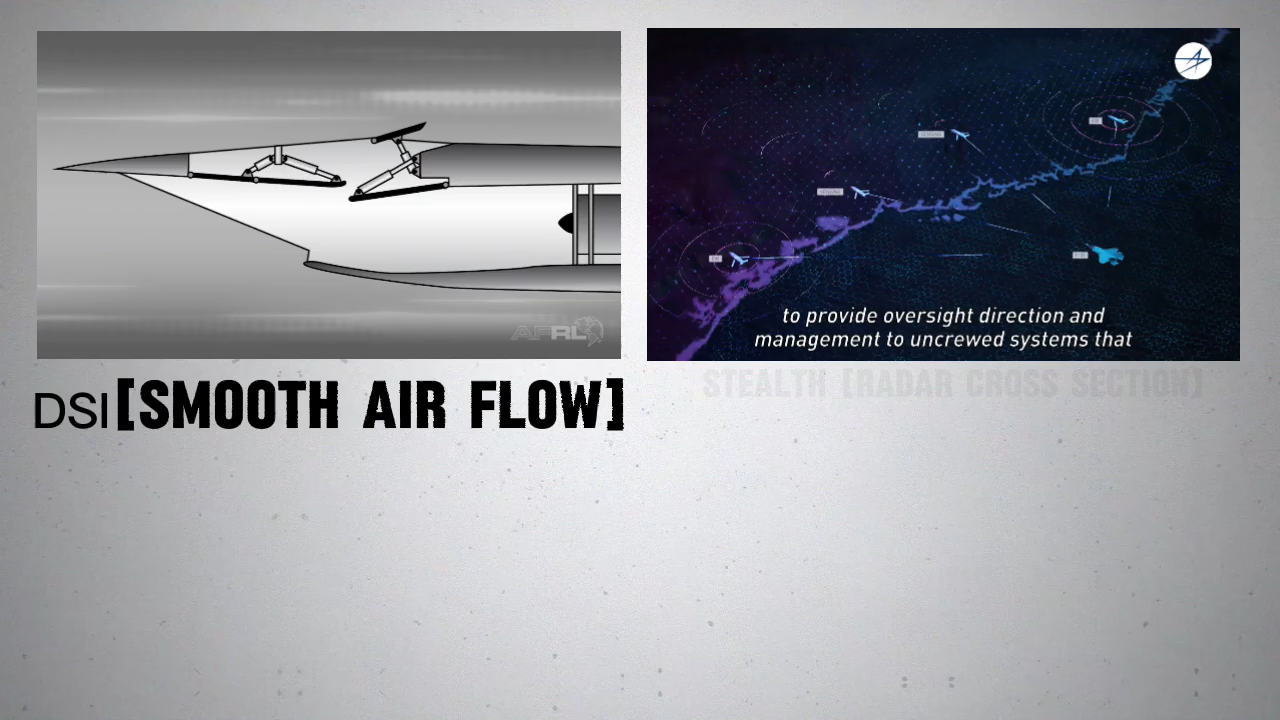 AFRL
to provide oversight direction and
management to uncrewed systems that
STEALTH [RADAR CROSS SECTION]
DSI [SMOOTH AIR FLOW]